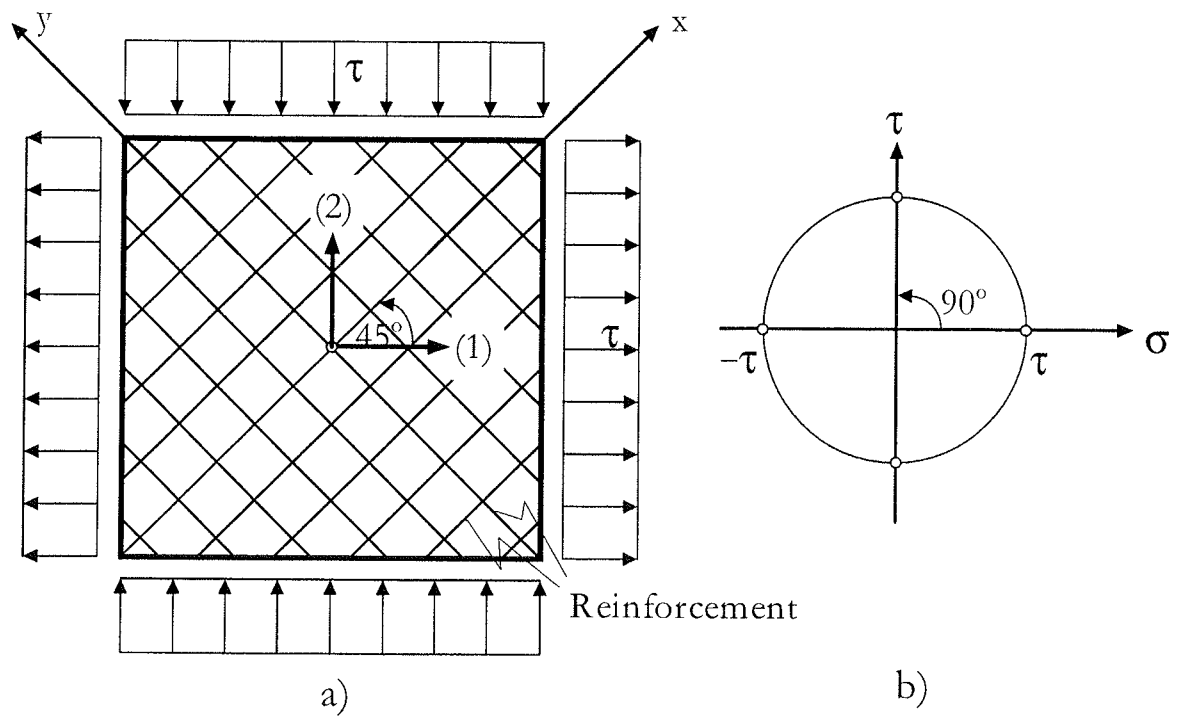 y
x
τ
(2)
45°
(1)
τ
Reinforcement
a)
τ
90°
−τ
τ
σ
b)